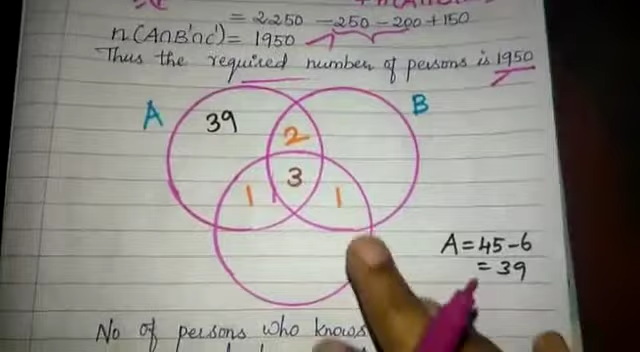 = 2250 - 250 - 200 + 150
n(A∩B'∩C') = 1950
Thus the required number of persons is 1950
A
B
39
2
3
1
1
A = 45 - 6
= 39
No of persons who knows